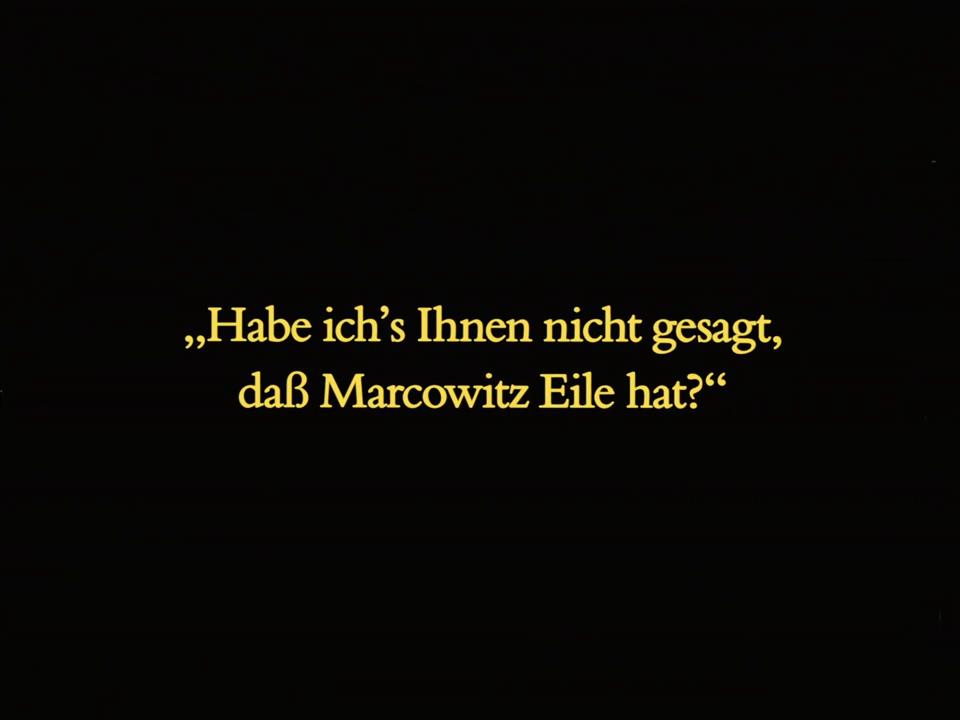 „Habe ich’s Ihnen nicht gesagt,
daß Marcowitz Eile hat?“